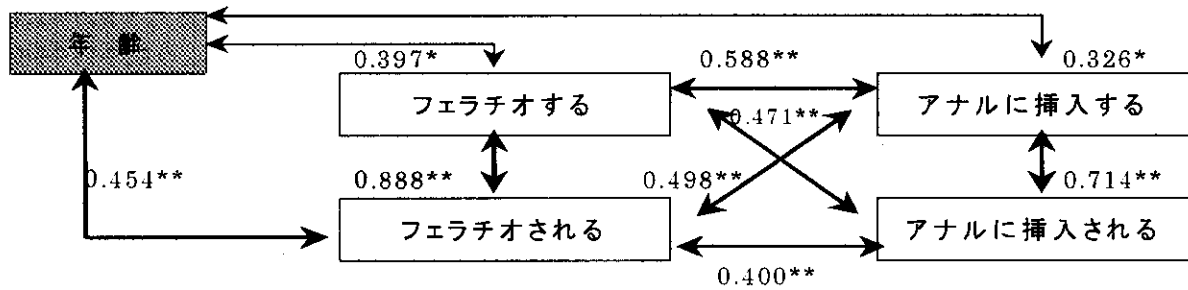 年齢
0.397*
0.588**
0.326*
フェラチオする
アナルに挿入する
0.471**
0.454**
0.888**
0.498**
0.714**
フェラチオされる
アナルに挿入される
0.400**